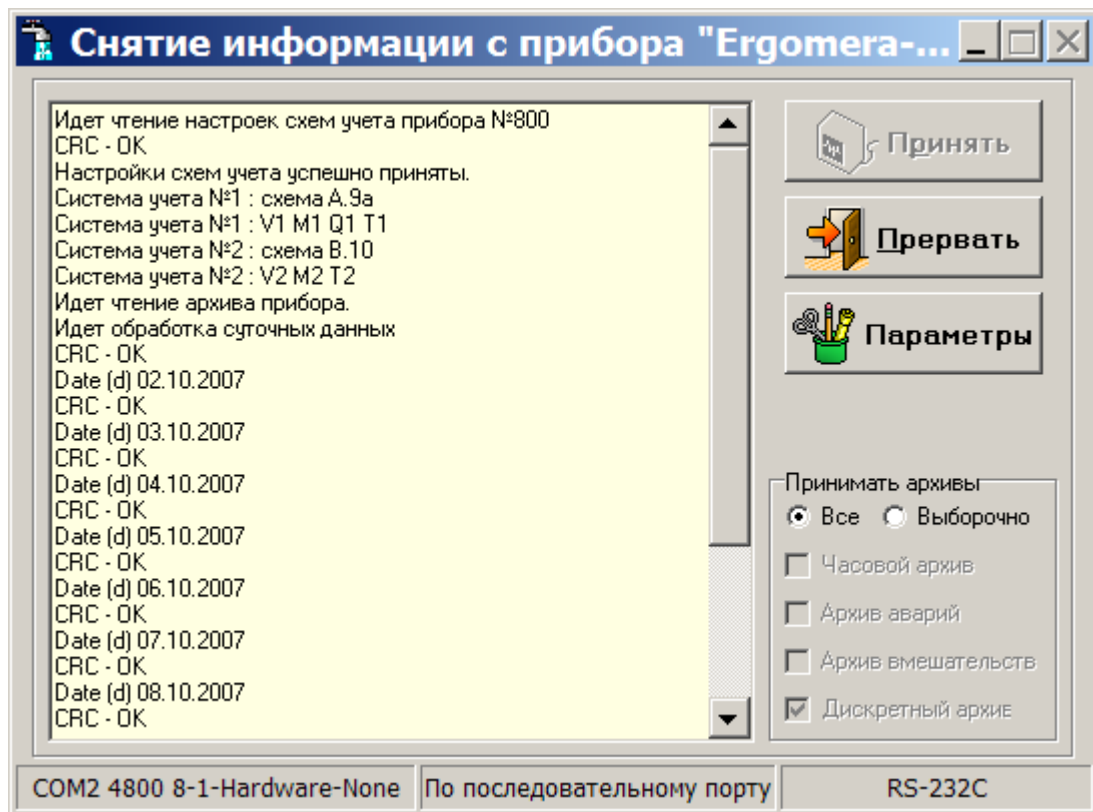 Снятие информации с прибора "Ergomera-...
Идет чтение настроек схем учета прибора №800
CRC - OK
Настройки схем учета успешно приняты.
Система учета №1 : схема А.9а
Система учета №1 : V1 M1 Q1 T1
Система учета №2 : схема В.10
Система учета №2 : V2 M2 T2
Идет чтение архива прибора.
Идет обработка суточных данных
CRC - OK
Date (d) 02.10.2007
CRC - OK
Date (d) 03.10.2007
CRC - OK
Date (d) 04.10.2007
CRC - OK
Date (d) 05.10.2007
CRC - OK
Date (d) 06.10.2007
CRC - OK
Date (d) 07.10.2007
CRC - OK
Date (d) 08.10.2007
CRC - OK
Принять
Прервать
Параметры
Принимать архивы
Все Выборочно
Часовой архив
Архив аварий
Архив вмешательств
Дискретный архив
COM2 4800 8-1-Hardware-None По последовательному порту RS-232C